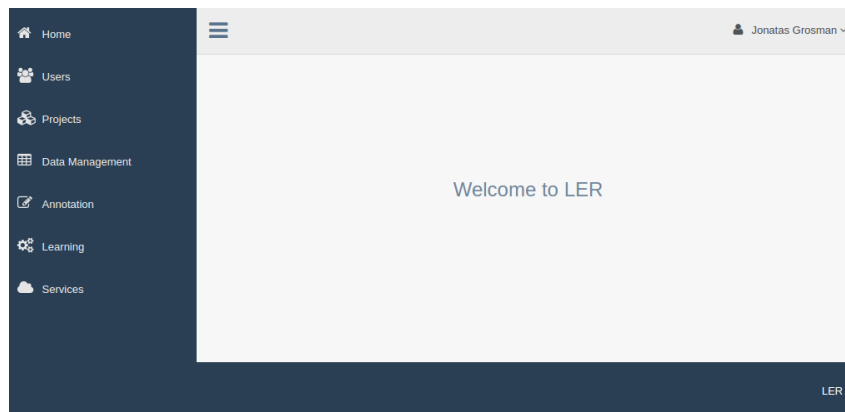 Home
Jonatas Grosman
Users
Projects
Data Management
Annotation
Learning
Services
Welcome to LER
LER